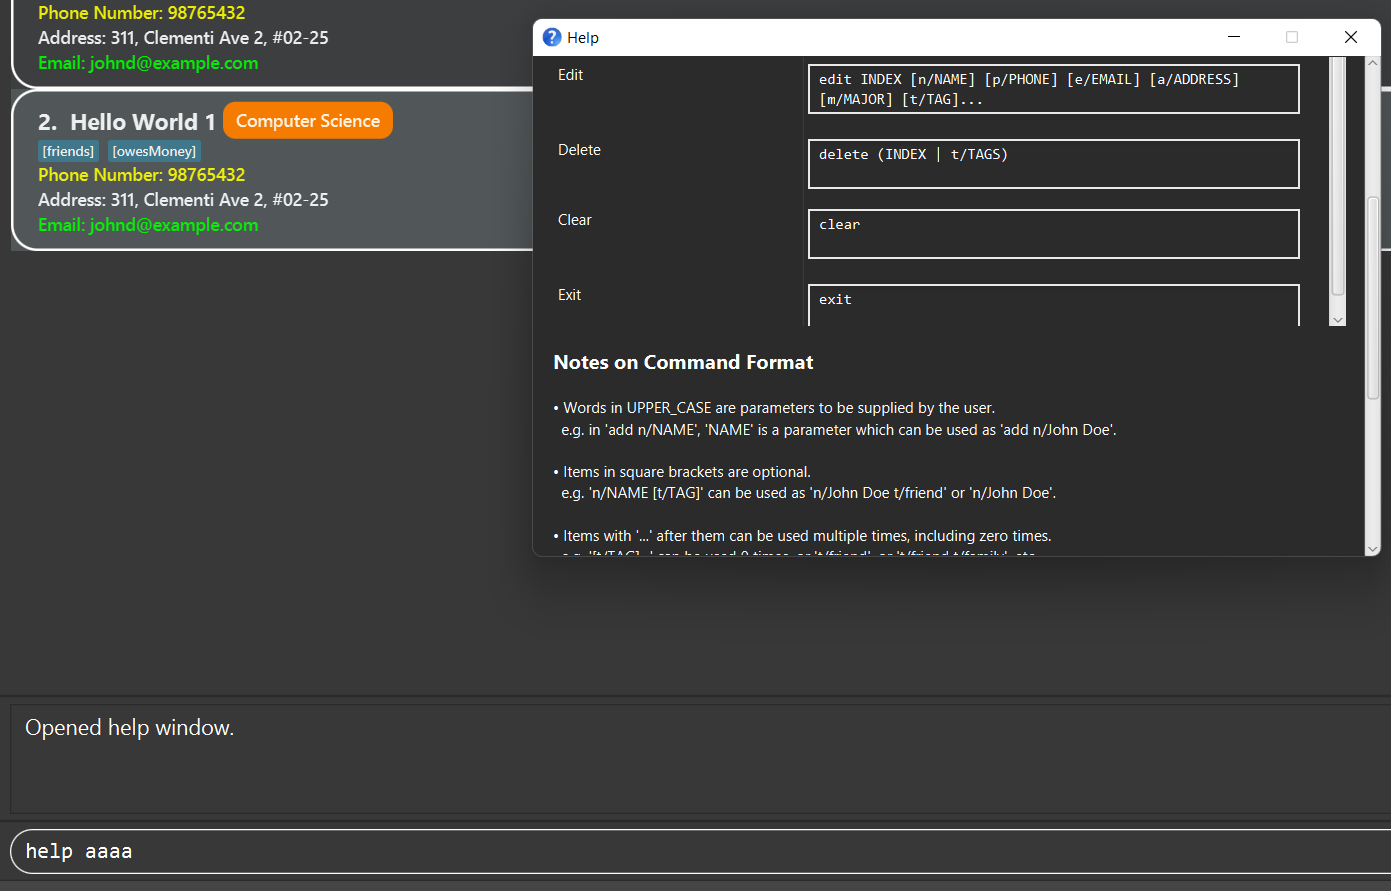 Phone Number: 98765432
Address: 311, Clementi Ave 2, #02-25
Email: johnd@example.com
2. Hello World 1 Computer Science
[friends] [owesMoney]
Phone Number: 98765432
Address: 311, Clementi Ave 2, #02-25
Email: johnd@example.com
? Help
Edit
edit INDEX [n/NAME] [p/PHONE] [e/EMAIL] [a/ADDRESS]
[m/MAJOR] [t/TAG]...
Delete
delete (INDEX | t/TAGS)
Clear
clear
Exit
exit
Notes on Command Format
• Words in UPPER_CASE are parameters to be supplied by the user.
e.g. in 'add n/NAME', 'NAME' is a parameter which can be used as 'add n/John Doe'.
• Items in square brackets are optional.
e.g. 'n/NAME [t/TAG]' can be used as 'n/John Doe t/friend' or 'n/John Doe'.
• Items with '...' after them can be used multiple times, including zero times.
Opened help window.
help aaaa